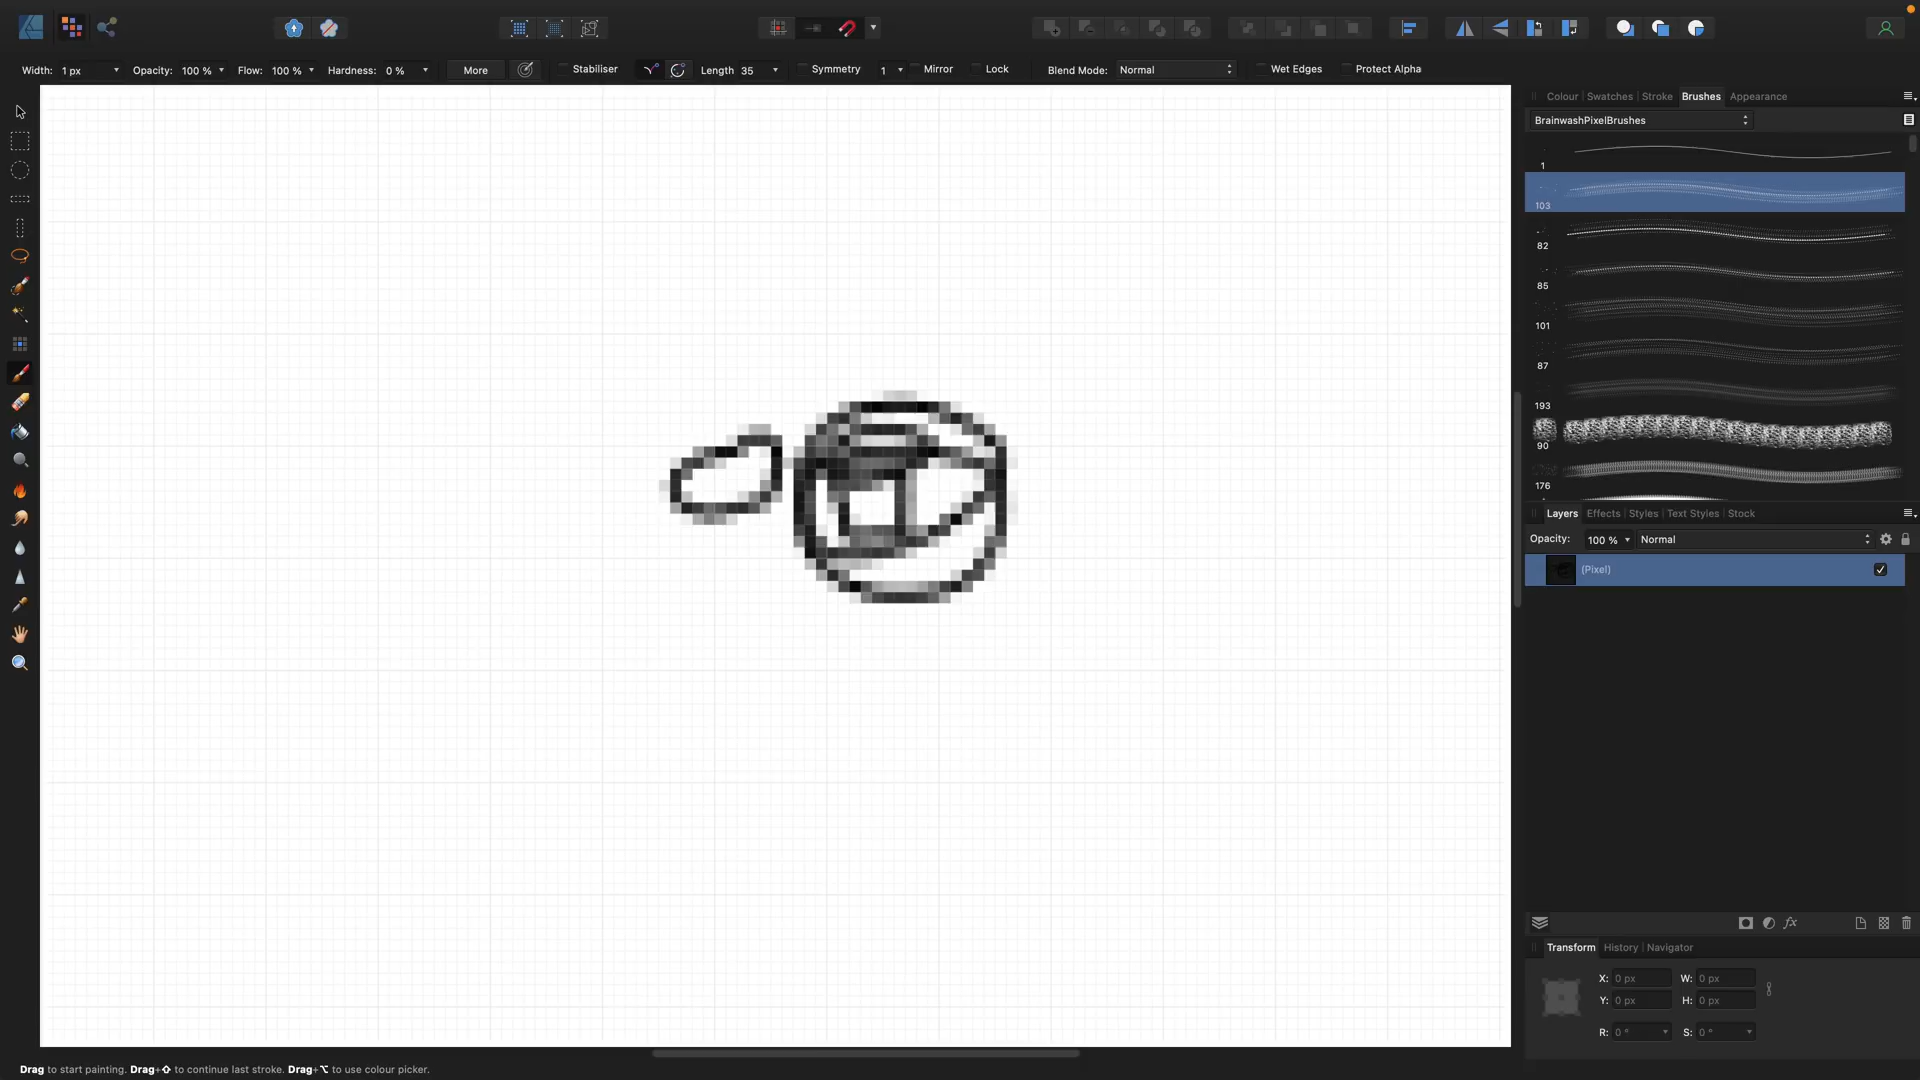 Width: 1 px Opacity: 100 % Flow: 100 % Hardness: 0 % More Stabiliser Length 35 Symmetry 1 Mirror Lock Blend Mode: Normal Wet Edges Protect Alpha
Colour Swatches Stroke Brushes Appearance
BrainwashPixelBrushes
1
103
82
85
101
87
193
90
176
Layers Effects Styles Text Styles Stock
Opacity: 100 % Normal
(Pixel)
Transform History Navigator
X: 0 px W: 0 px
Y: 0 px H: 0 px
R: 0 ° S: 0 °
Drag to start painting. Drag+⇧ to continue last stroke. Drag+⌥ to use colour picker.